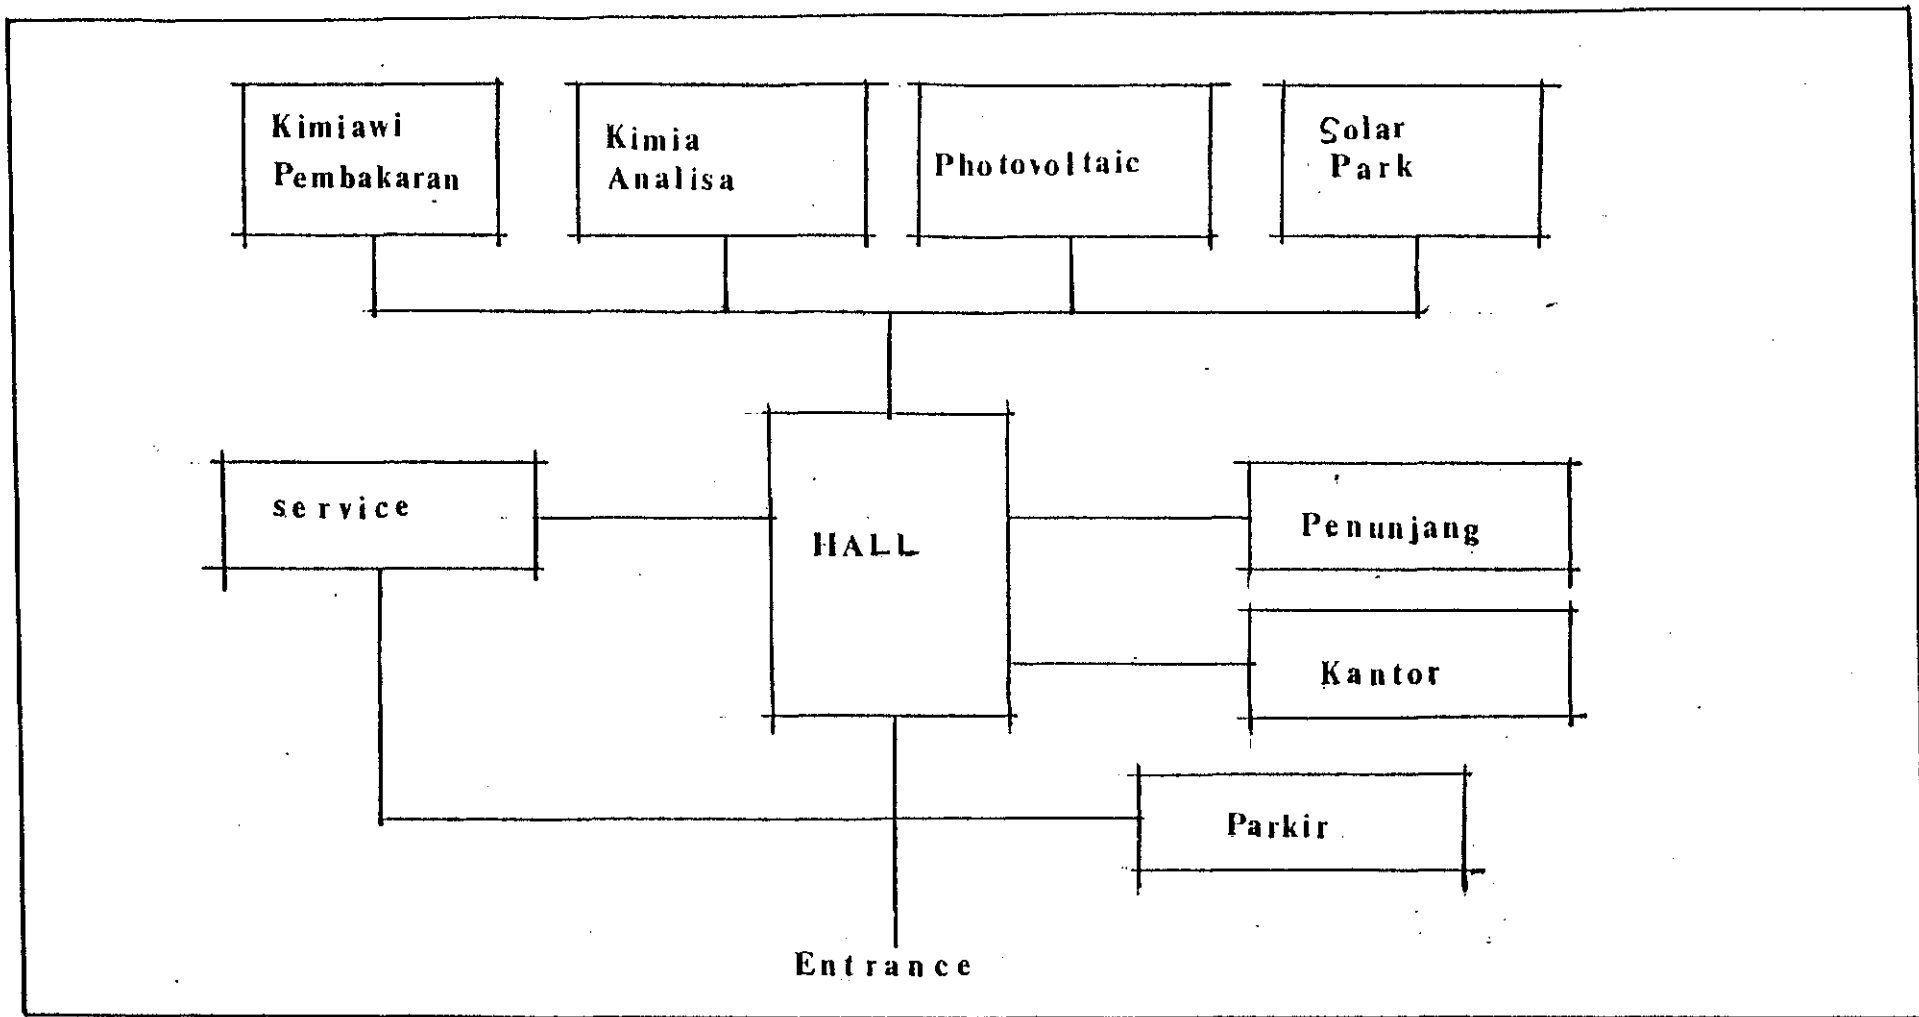 Kimiawi
Pembakaran
Kimia
Analisa
Photovoltaic
Solar
Park
service
HALL
Penunjang
Kantor
Parkir
Entrance